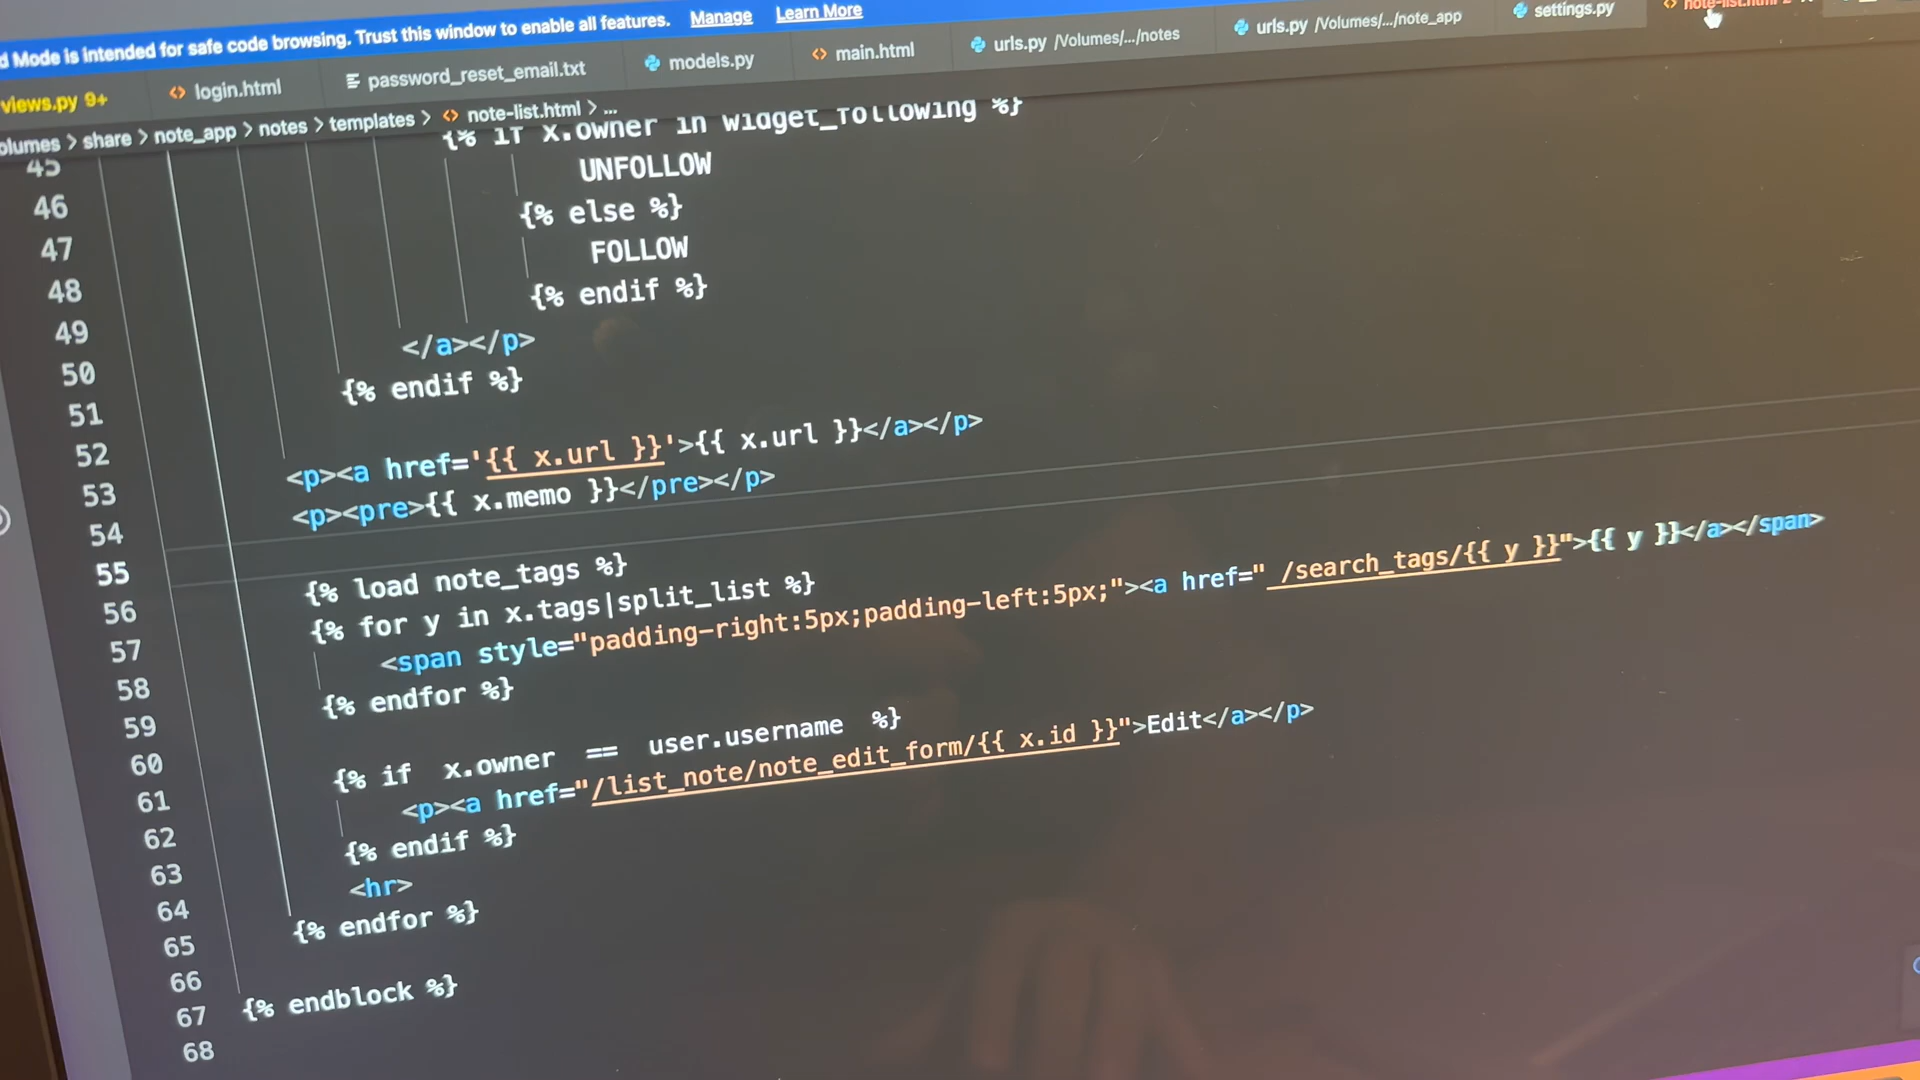 d Mode is intended for safe code browsing. Trust this window to enable all features. Manage Learn More
views.py 9+ login.html password_reset_email.txt models.py main.html urls.py /Volumes/.../notes urls.py /Volumes/.../note_app settings.py note-list.html 2
olumes > share > note_app > notes > templates > note-list.html > ...
45 {% if x.owner in widget_following %}
46 UNFOLLOW
47 {% else %}
48 FOLLOW
49 {% endif %}
50 </a></p>
51 {% endif %}
52
53 <p><a href='{{ x.url }}'>{{ x.url }}</a></p>
54 <p><pre>{{ x.memo }}</pre></p>
55
56 {% load note_tags %}
57 {% for y in x.tags|split_list %}
58 <span style="padding-right:5px;padding-left:5px;"><a href=" /search_tags/{{ y }}">{{ y }}</a></span>
59 {% endfor %}
60
61 {% if x.owner == user.username %}
62 <p><a href="/list_note/note_edit_form/{{ x.id }}">Edit</a></p>
63 {% endif %}
64 <hr>
65 {% endfor %}
66
67 {% endblock %}
68